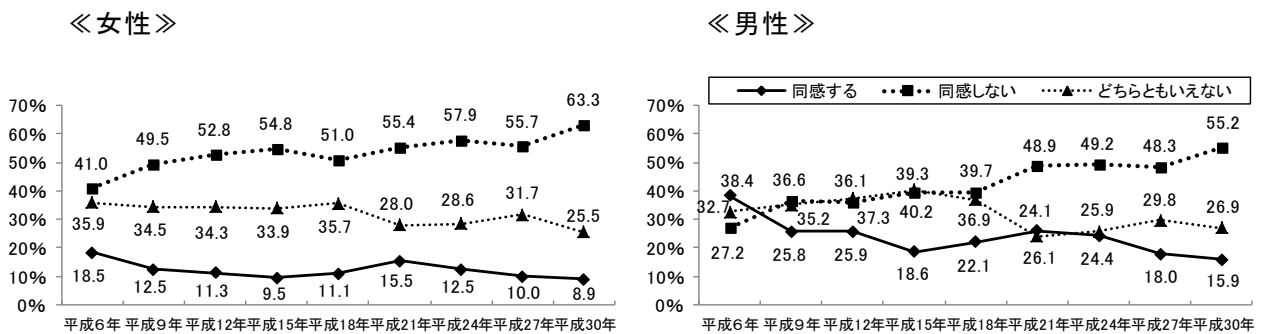 ≪女性≫
≪男性≫
同感する 同感しない どちらともいえない
70%
60%
50%
40%
30%
20%
10%
0%
41.0 49.5 52.8 54.8 51.0 55.4 57.9 55.7 63.3
35.9 34.5 34.3 33.9 35.7 28.0 28.6 31.7 25.5
18.5 12.5 11.3 9.5 11.1 15.5 12.5 10.0 8.9
平成6年 平成9年 平成12年 平成15年 平成18年 平成21年 平成24年 平成27年 平成30年
70%
60%
50%
40%
30%
20%
10%
0%
27.2 36.6 36.1 39.3 39.7 48.9 49.2 48.3 55.2
32.7 35.2 37.3 40.2 36.9 24.1 25.9 29.8 26.9
38.4 25.8 25.9 18.6 22.1 26.1 24.4 18.0 15.9
平成6年 平成9年 平成12年 平成15年 平成18年 平成21年 平成24年 平成27年 平成30年